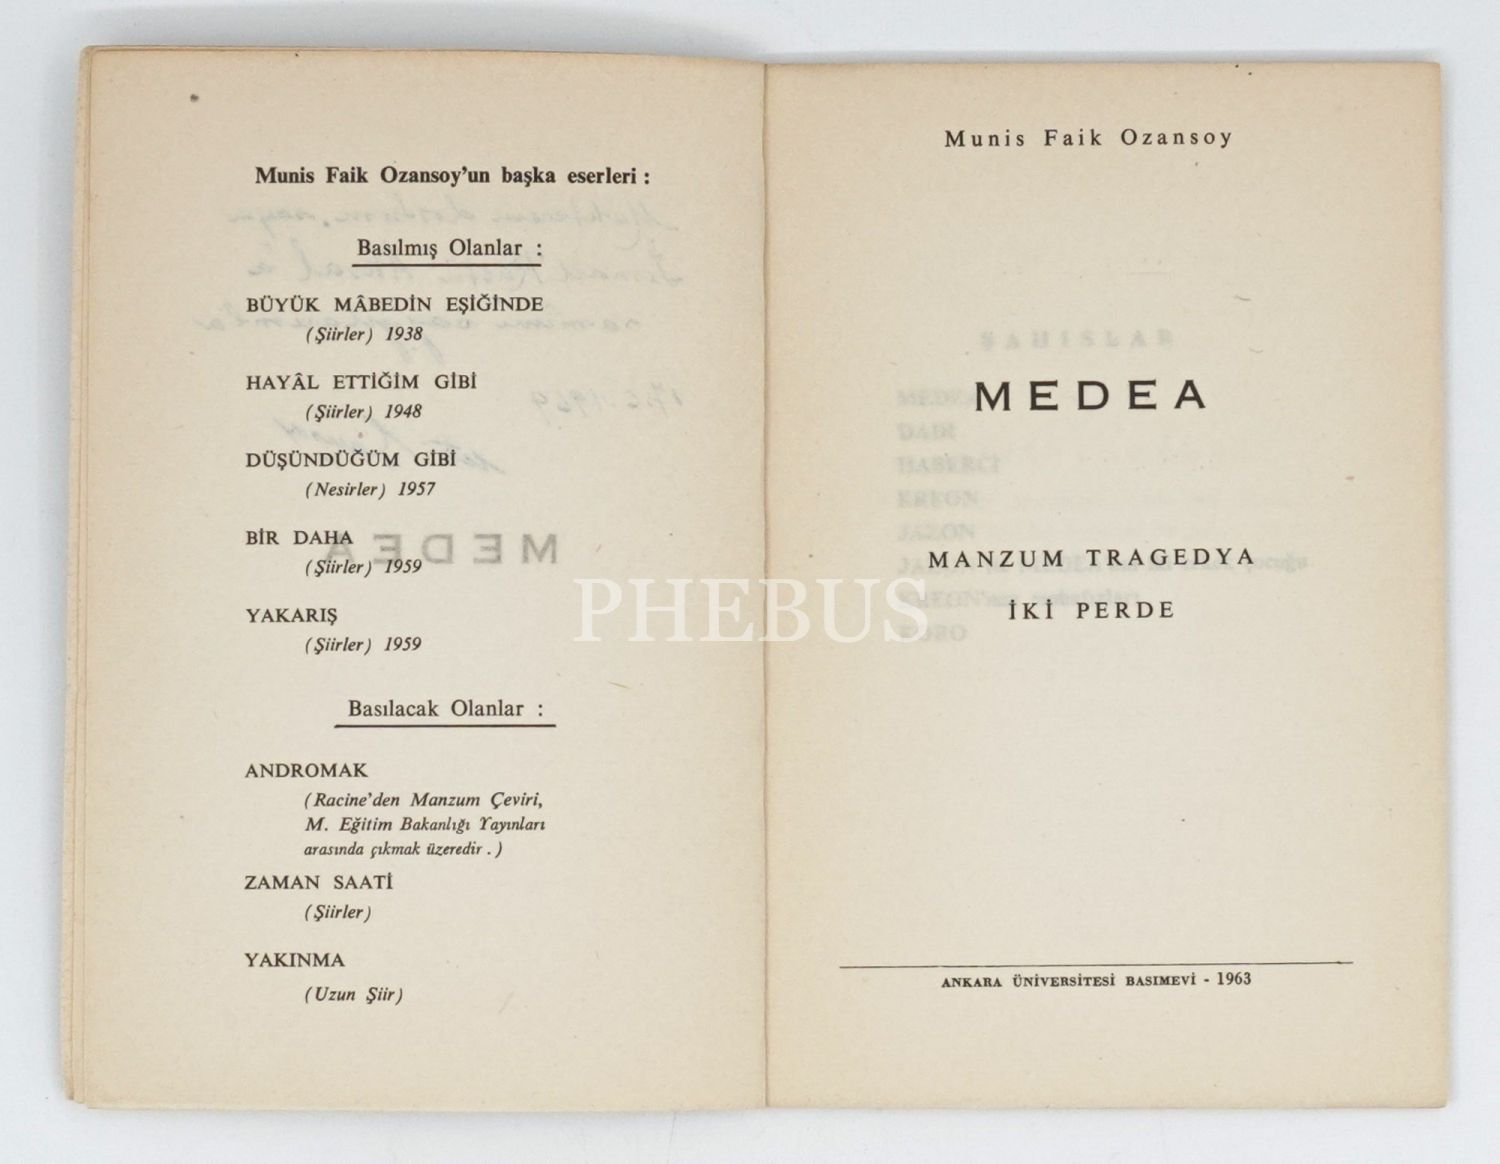 Munis Faik Ozansoy'un başka eserleri :
Basılmış Olanlar :
BÜYÜK MÂBEDİN EŞİĞİNDE
(Şiirler) 1938
HAYÂL ETTİĞİM GİBİ
(Şiirler) 1948
DÜŞÜNDÜĞÜM GİBİ
(Nesirler) 1957
BİR DAHA
(Şiirler) 1959
YAKARIŞ
(Şiirler) 1959
Basılacak Olanlar :
ANDROMAK
(Racine'den Manzum Çeviri,
M. Eğitim Bakanlığı Yayınları
arasında çıkmak üzeredir . )
ZAMAN SAATİ
(Şiirler)
YAKINMA
(Uzun Şiir)
PHEBUS
Munis Faik Ozansoy
MEDEA
MANZUM TRAGEDYA
İKİ PERDE
ANKARA ÜNİVERSİTESİ BASIMEVİ - 1963